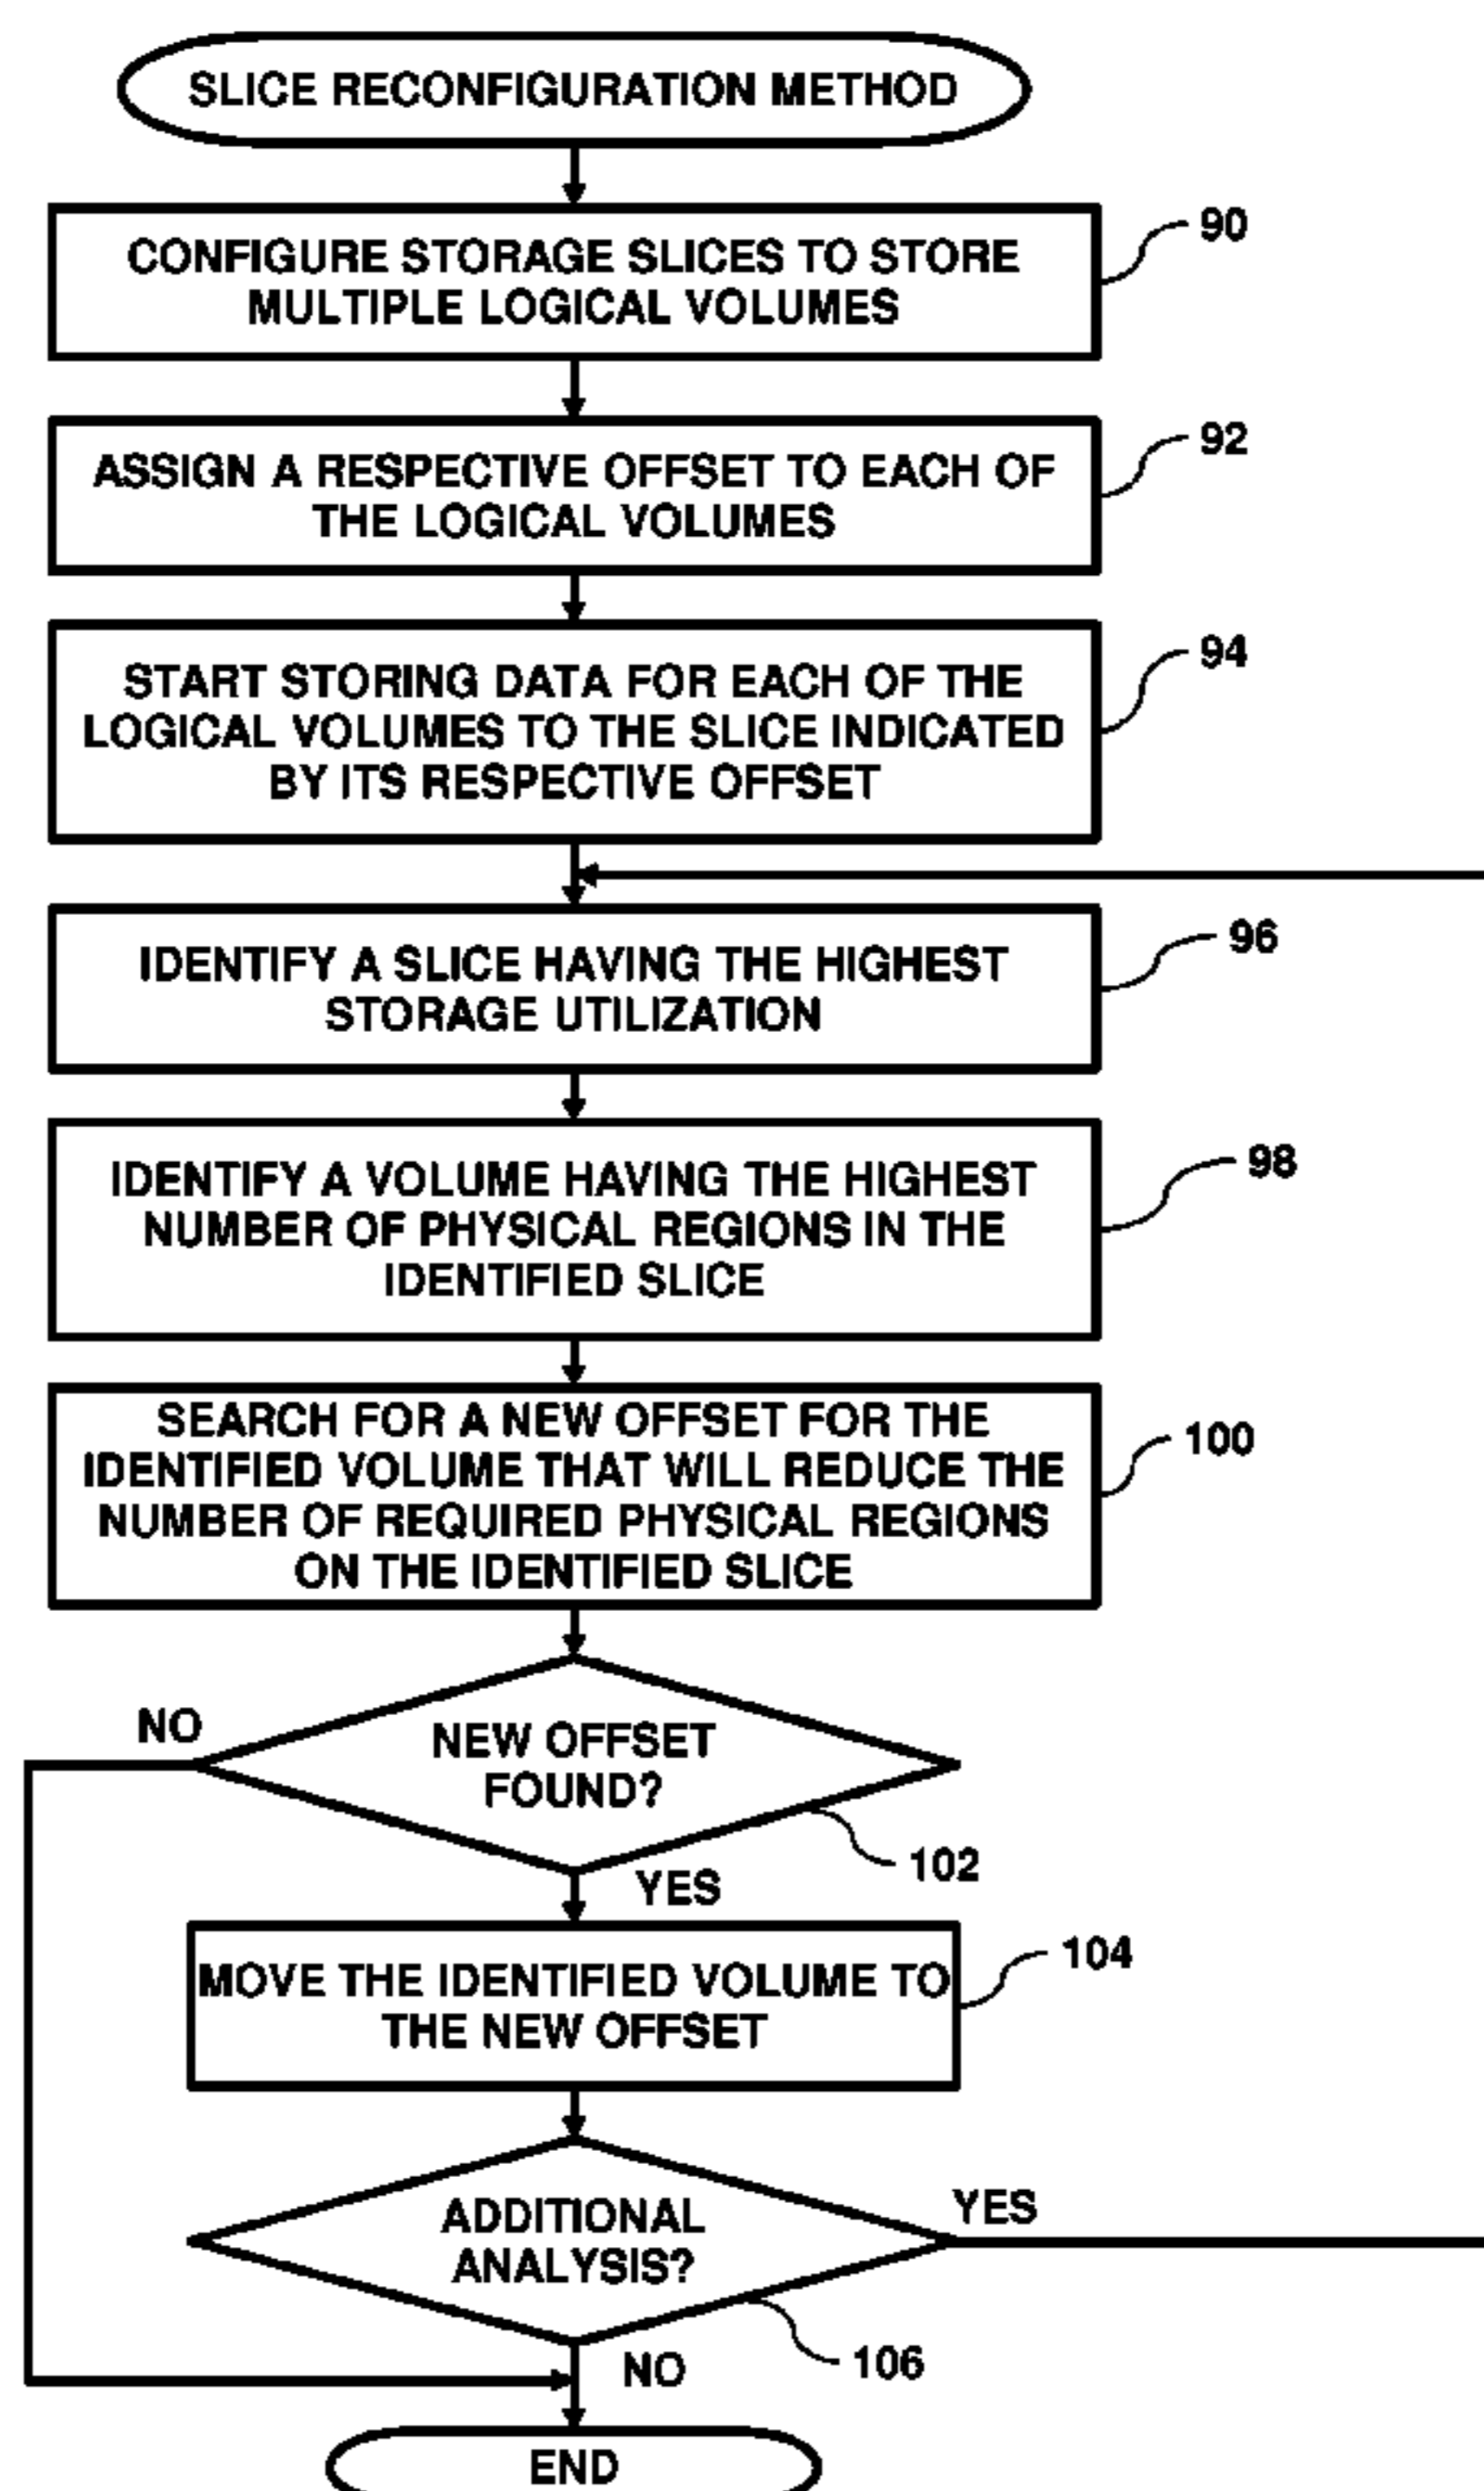 SLICE RECONFIGURATION METHOD
CONFIGURE STORAGE SLICES TO STORE
MULTIPLE LOGICAL VOLUMES
90
ASSIGN A RESPECTIVE OFFSET TO EACH OF
THE LOGICAL VOLUMES
92
START STORING DATA FOR EACH OF THE
LOGICAL VOLUMES TO THE SLICE INDICATED
BY ITS RESPECTIVE OFFSET
94
IDENTIFY A SLICE HAVING THE HIGHEST
STORAGE UTILIZATION
96
IDENTIFY A VOLUME HAVING THE HIGHEST
NUMBER OF PHYSICAL REGIONS IN THE
IDENTIFIED SLICE
98
SEARCH FOR A NEW OFFSET FOR THE
IDENTIFIED VOLUME THAT WILL REDUCE THE
NUMBER OF REQUIRED PHYSICAL REGIONS
ON THE IDENTIFIED SLICE
100
NO
NEW OFFSET
FOUND?
102
YES
MOVE THE IDENTIFIED VOLUME TO
THE NEW OFFSET
104
ADDITIONAL
ANALYSIS?
YES
106
NO
END